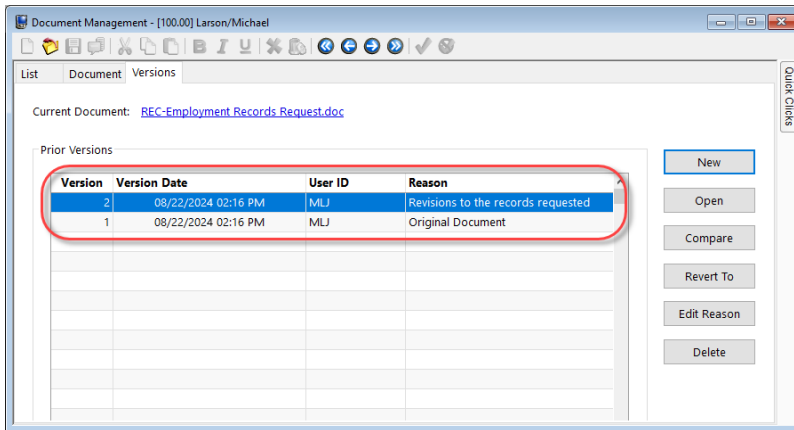 Document Management - [100.00] Larson/Michael
B I U
List Document Versions
Quick Clicks
Current Document: REC-Employment Records Request.doc
Prior Versions
Version Version Date User ID Reason
2 08/22/2024 02:16 PM MLJ Revisions to the records requested
1 08/22/2024 02:16 PM MLJ Original Document
New
Open
Compare
Revert To
Edit Reason
Delete